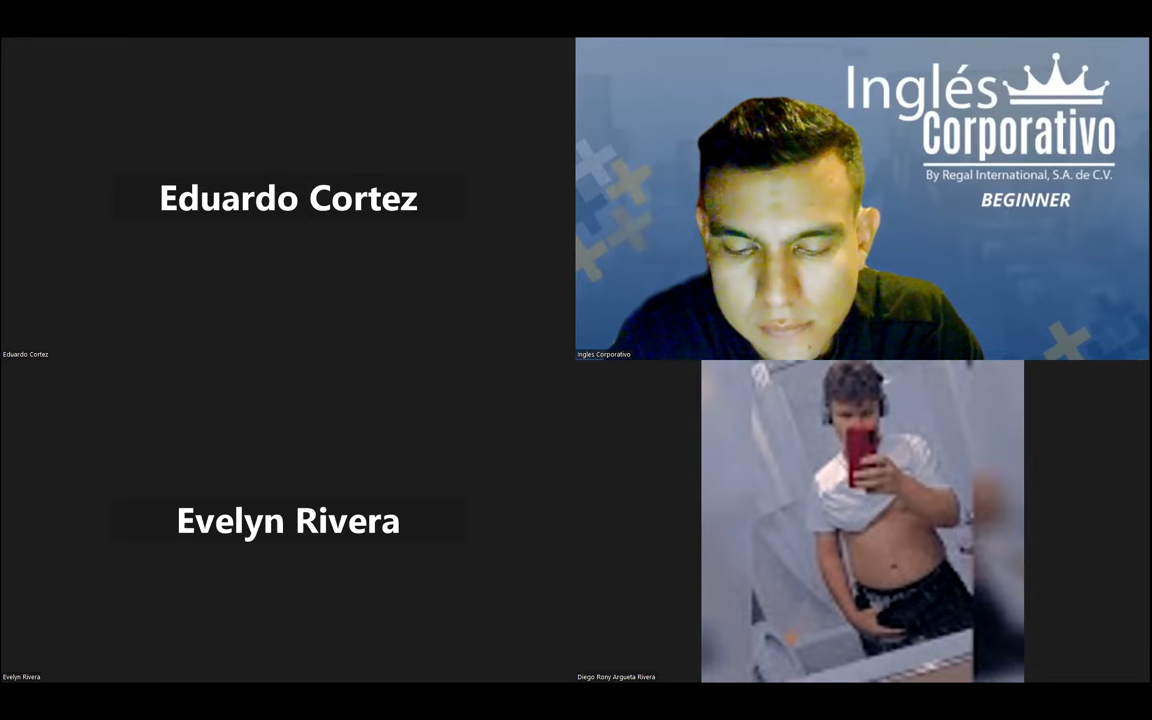 Eduardo Cortez
Eduardo Cortez
Inglés
Corporativo
By Regal International, S.A. de C.V.
BEGINNER
Ingles Corporativo
Evelyn Rivera
Evelyn Rivera
Diego Rony Argueta Rivera